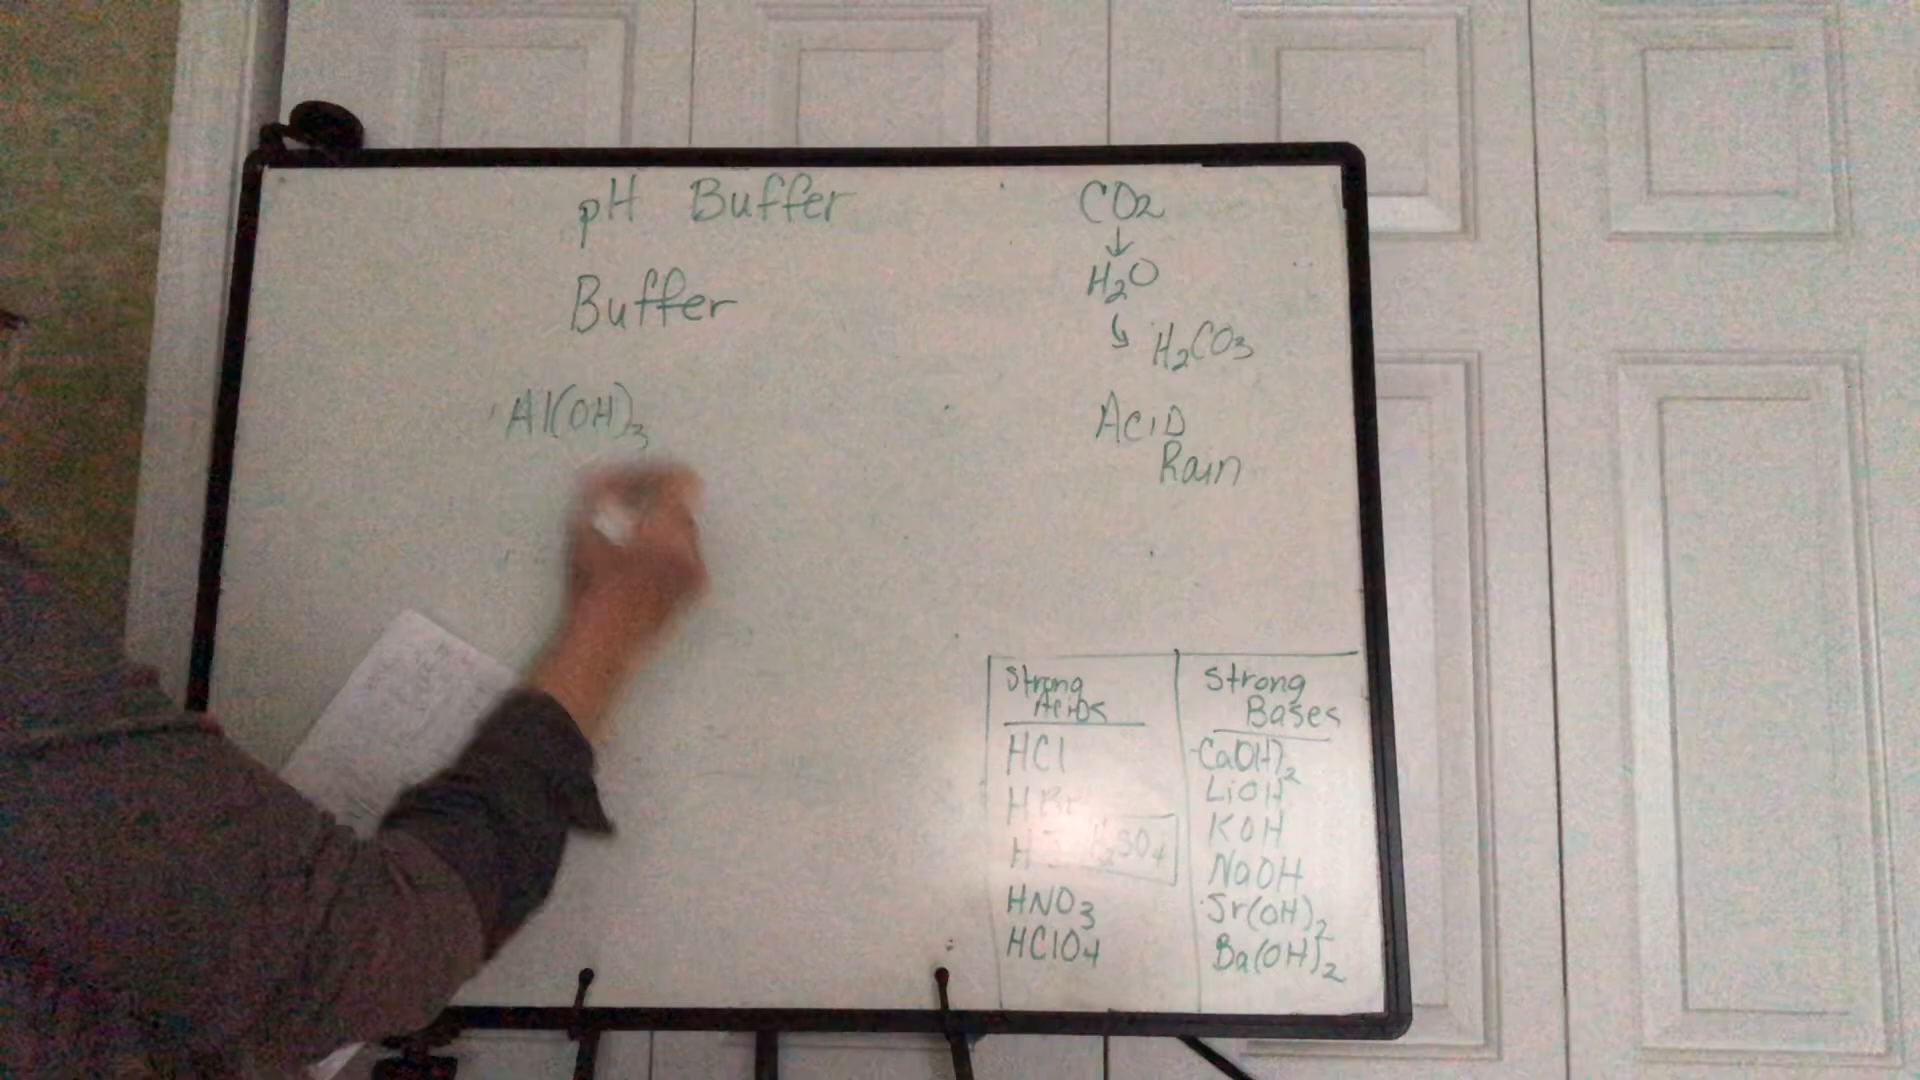 pH Buffer
Buffer
Al(OH)3
CO2
↓
H2O
↳ H2CO3
ACID
Rain
Strong
Acids
HCl
HBr
H2SO4
HNO3
HClO4
Strong
Bases
Ca(OH)2
LiOH
KOH
NaOH
Sr(OH)2
Ba(OH)2